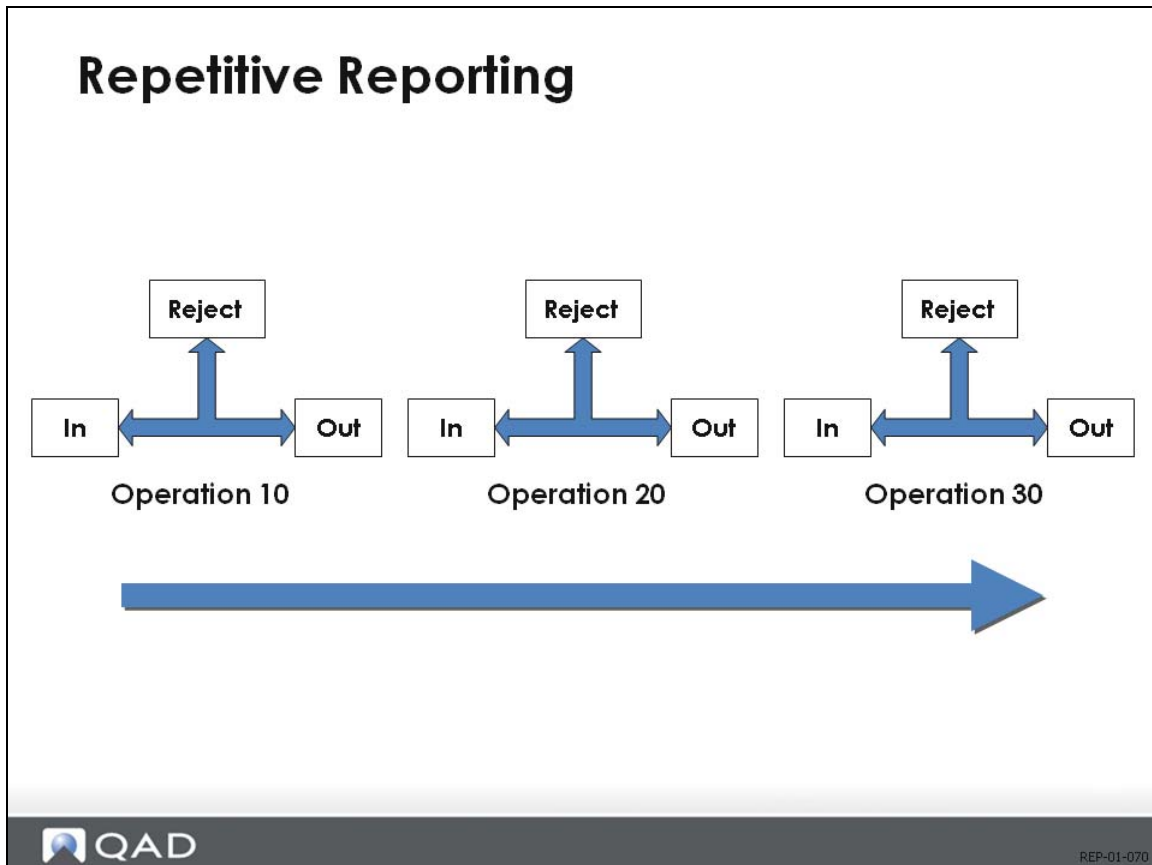 Repetitive Reporting
Reject Reject Reject
In Out In Out In Out
Operation 10 Operation 20 Operation 30
QAD
REP-01-070